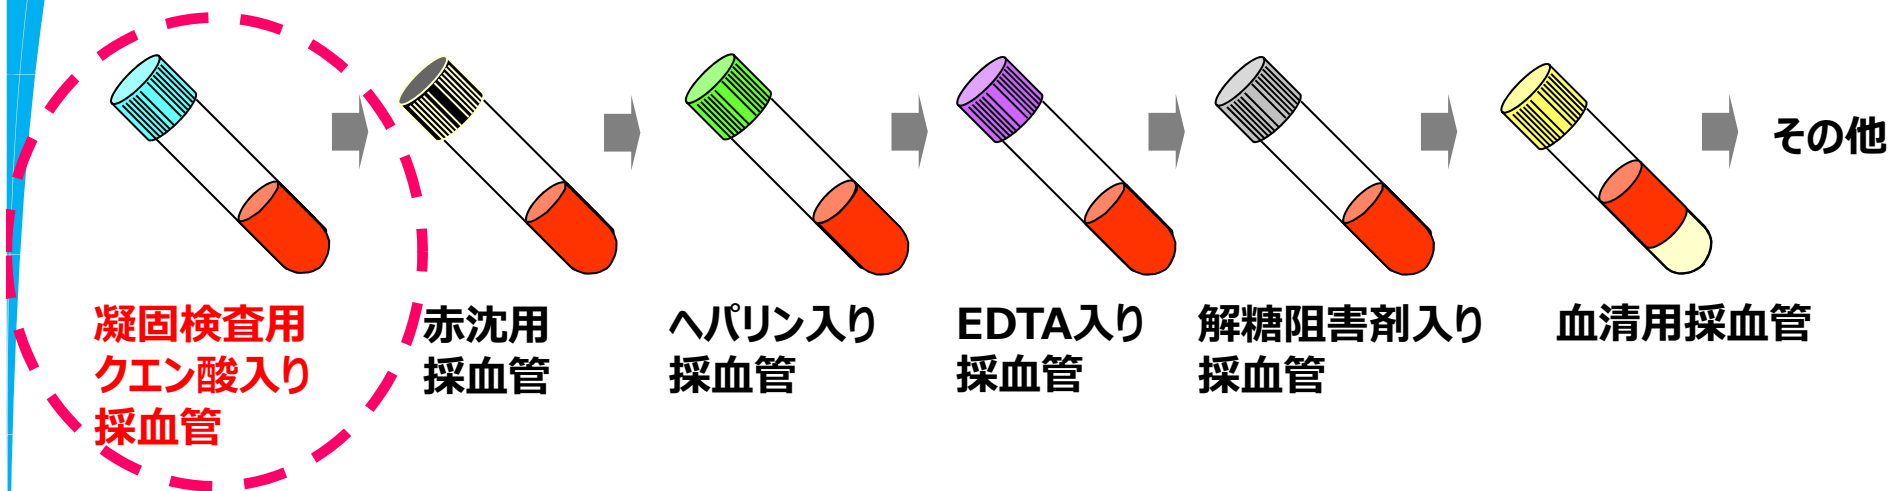 凝固検査用
クエン酸入り
採血管
赤沈用
採血管
ヘパリン入り
採血管
EDTA入り
採血管
解糖阻害剤入り
採血管
血清用採血管
その他